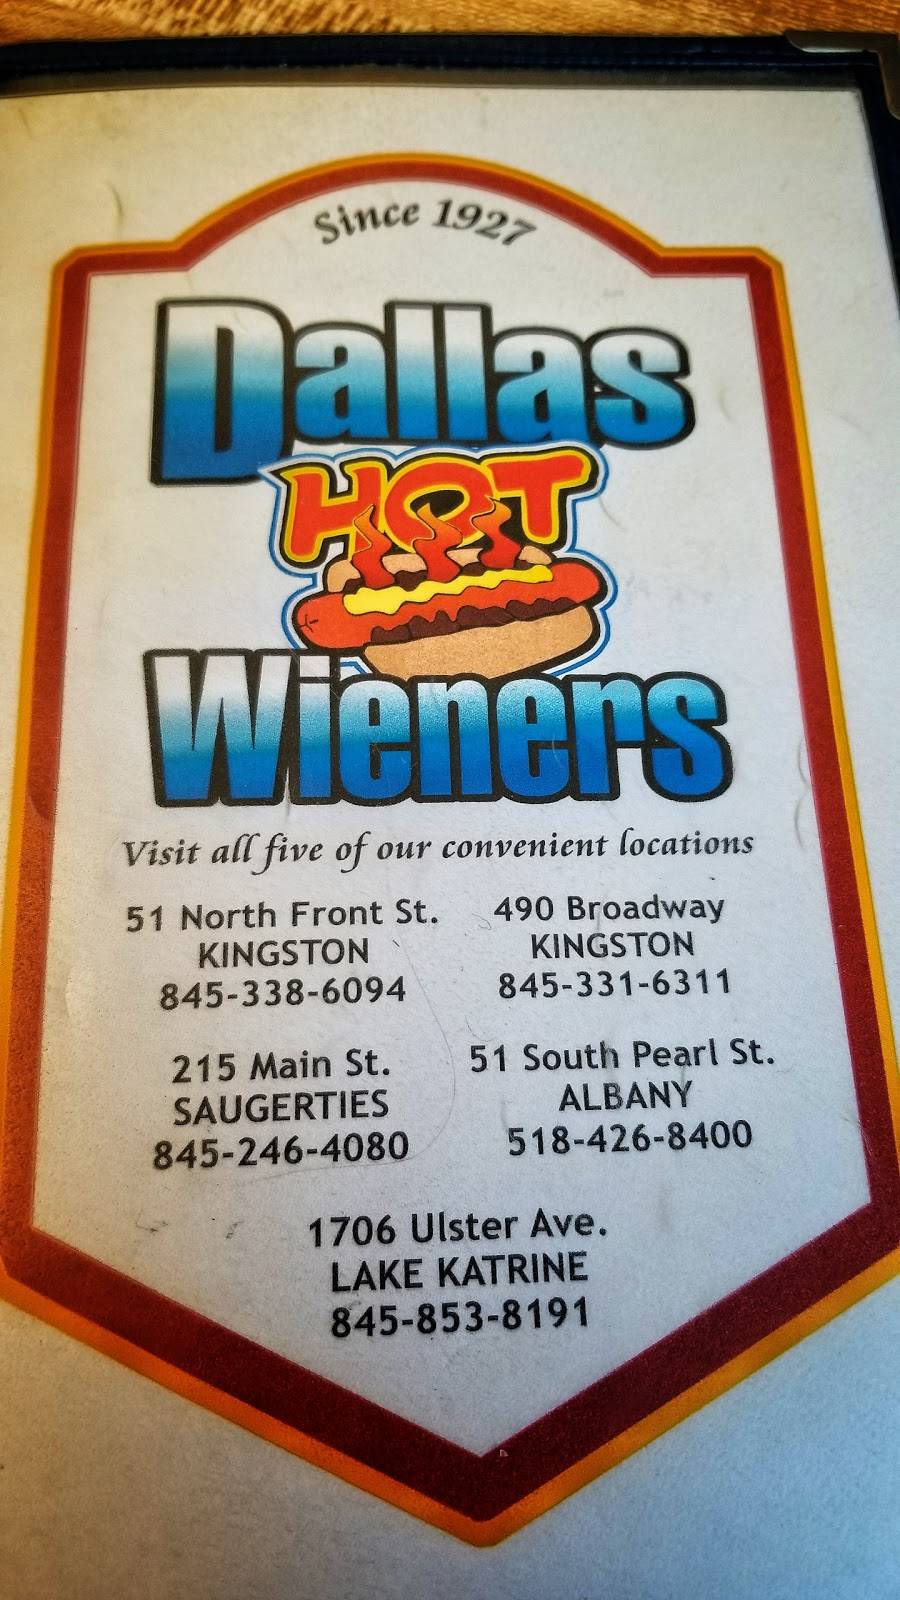 Since 1927
Dallas
HOT
Wieners
Visit all five of our convenient locations
51 North Front St.
KINGSTON
845-338-6094
490 Broadway
KINGSTON
845-331-6311
215 Main St.
SAUGERTIES
845-246-4080
51 South Pearl St.
ALBANY
518-426-8400
1706 Ulster Ave.
LAKE KATRINE
845-853-8191